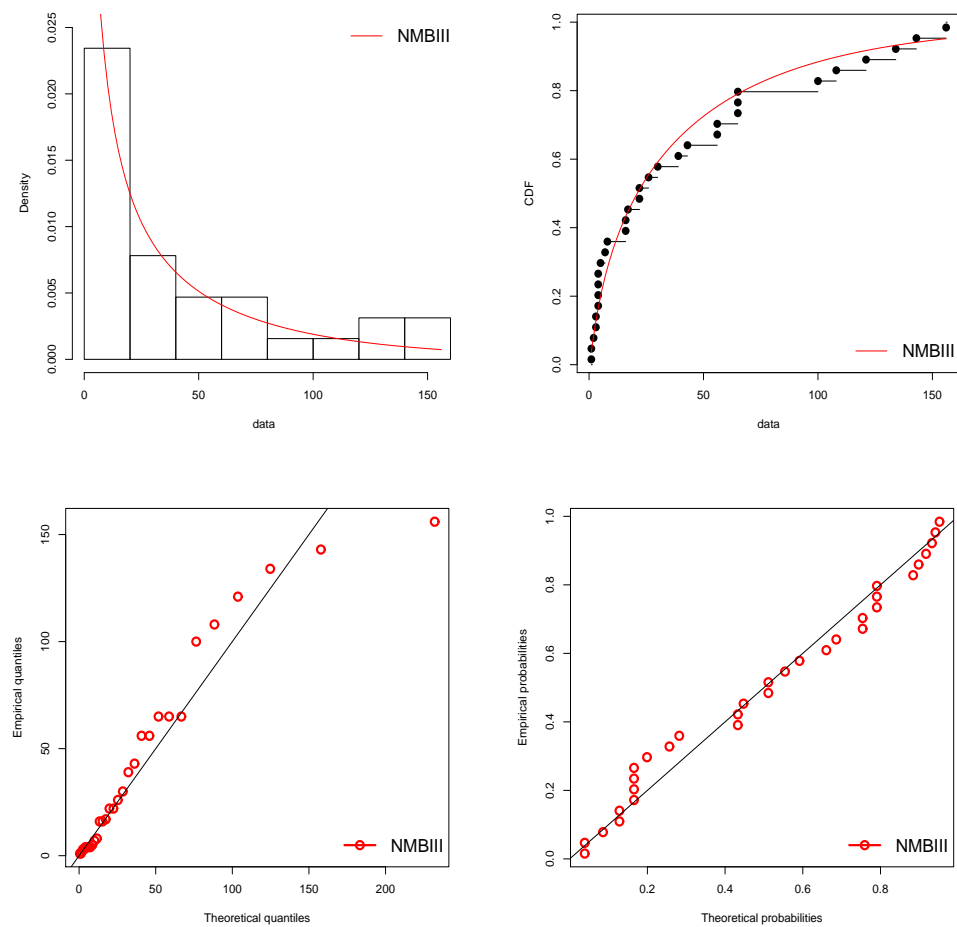 NMBIII
Density
0.000 0.005 0.010 0.015 0.020 0.025
0 50 100 150
data
CDF
0.0 0.2 0.4 0.6 0.8 1.0
NMBIII
0 50 100 150
data
Empirical quantiles
0 50 100 150
NMBIII
0 50 100 150 200
Theoretical quantiles
Empirical probabilities
0.0 0.2 0.4 0.6 0.8 1.0
NMBIII
0.2 0.4 0.6 0.8
Theoretical probabilities